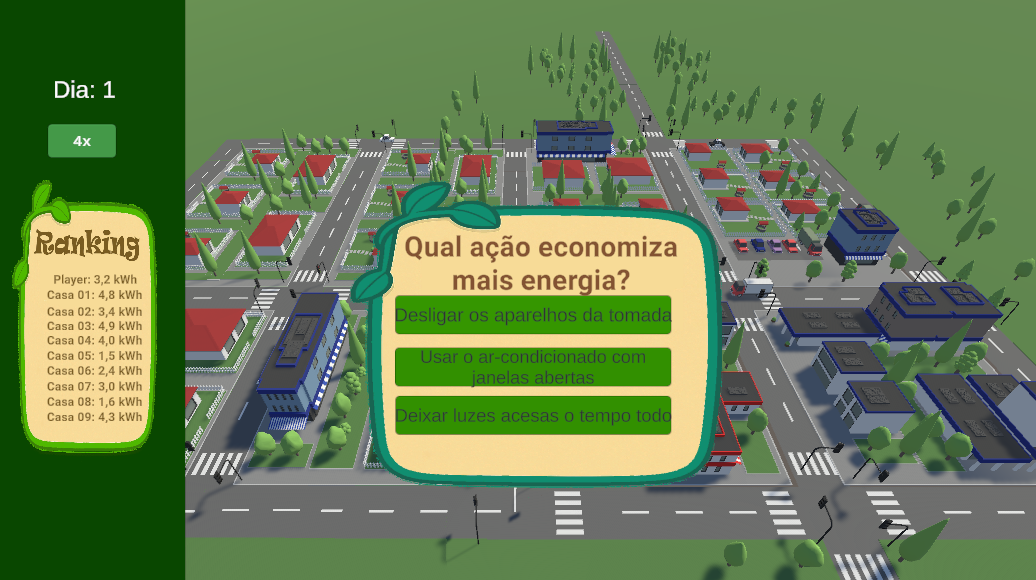 Dia: 1
4x
Ranking
Player: 3,2 kWh
Casa 01: 4,8 kWh
Casa 02: 3,4 kWh
Casa 03: 4,9 kWh
Casa 04: 4,0 kWh
Casa 05: 1,5 kWh
Casa 06: 2,4 kWh
Casa 07: 3,0 kWh
Casa 08: 1,6 kWh
Casa 09: 4,3 kWh
Qual ação economiza
mais energia?
Desligar os aparelhos da tomada
Usar o ar-condicionado com
janelas abertas
Deixar luzes acesas o tempo todo